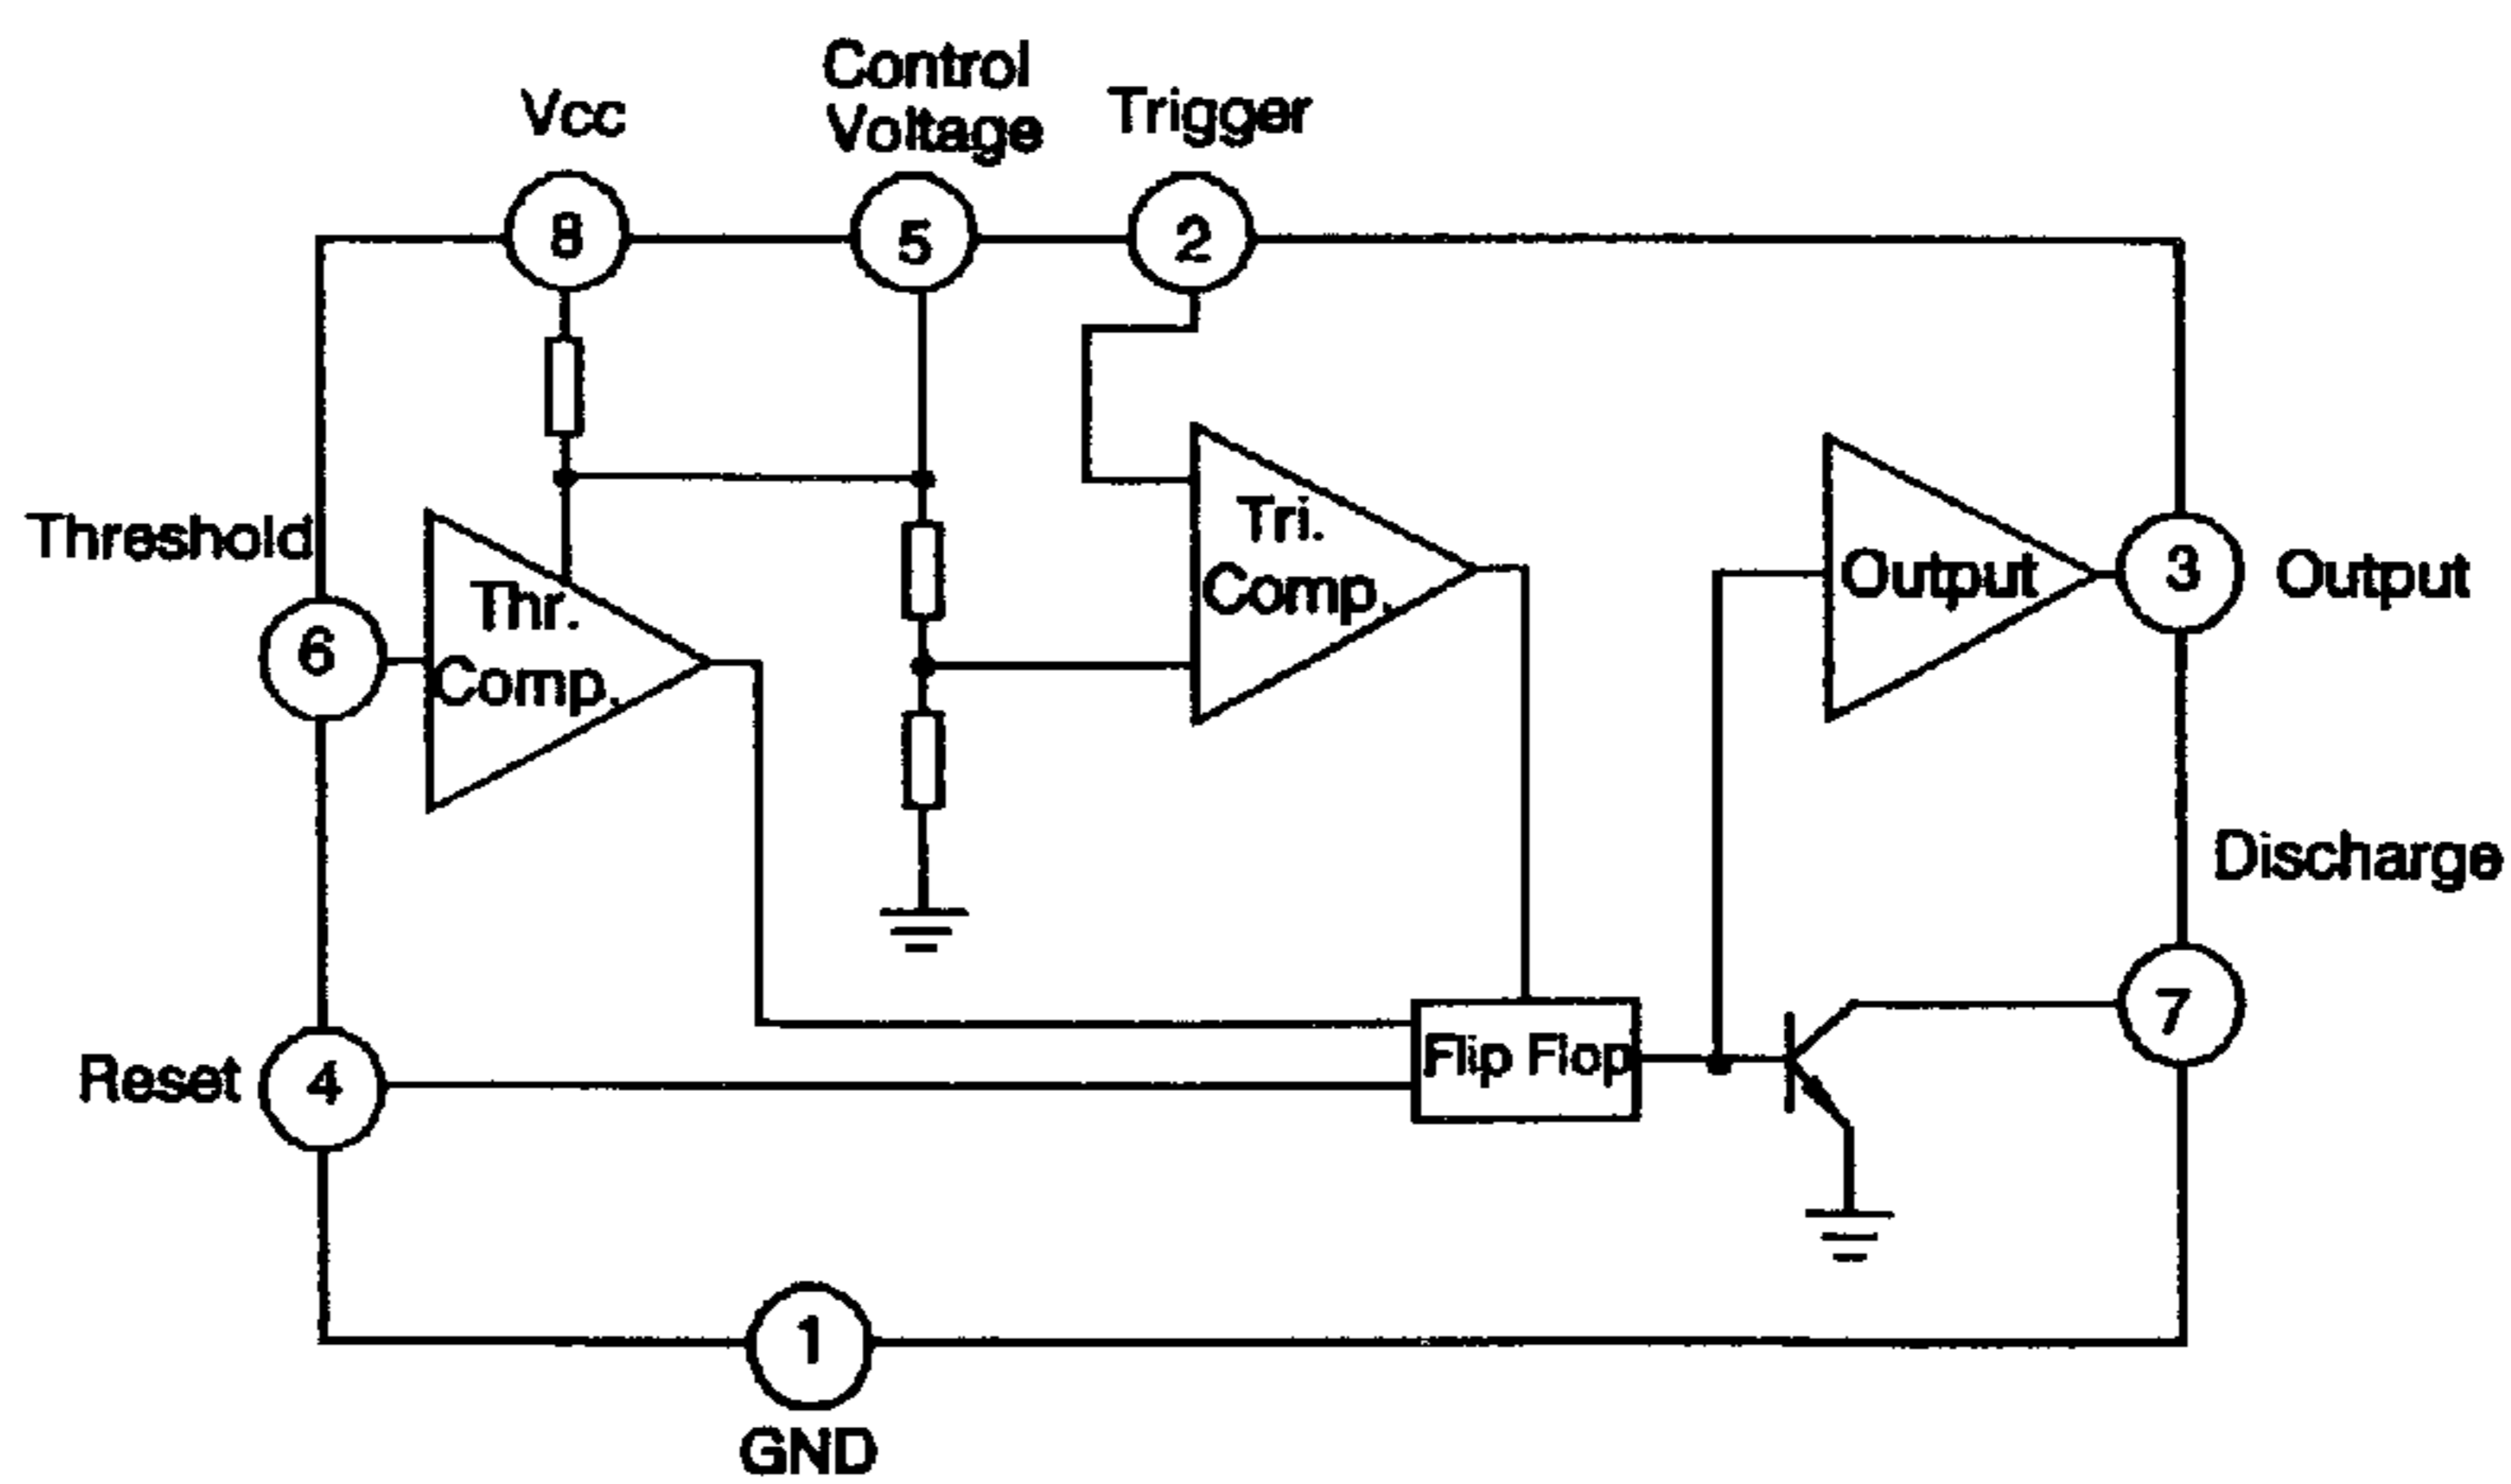 Control
Voltage
Vcc
Trigger
8
5
2
Threshold
Thr.
Comp.
Tri.
Comp.
Output
3
Output
6
Discharge
Reset
4
Flip Flop
7
1
GND